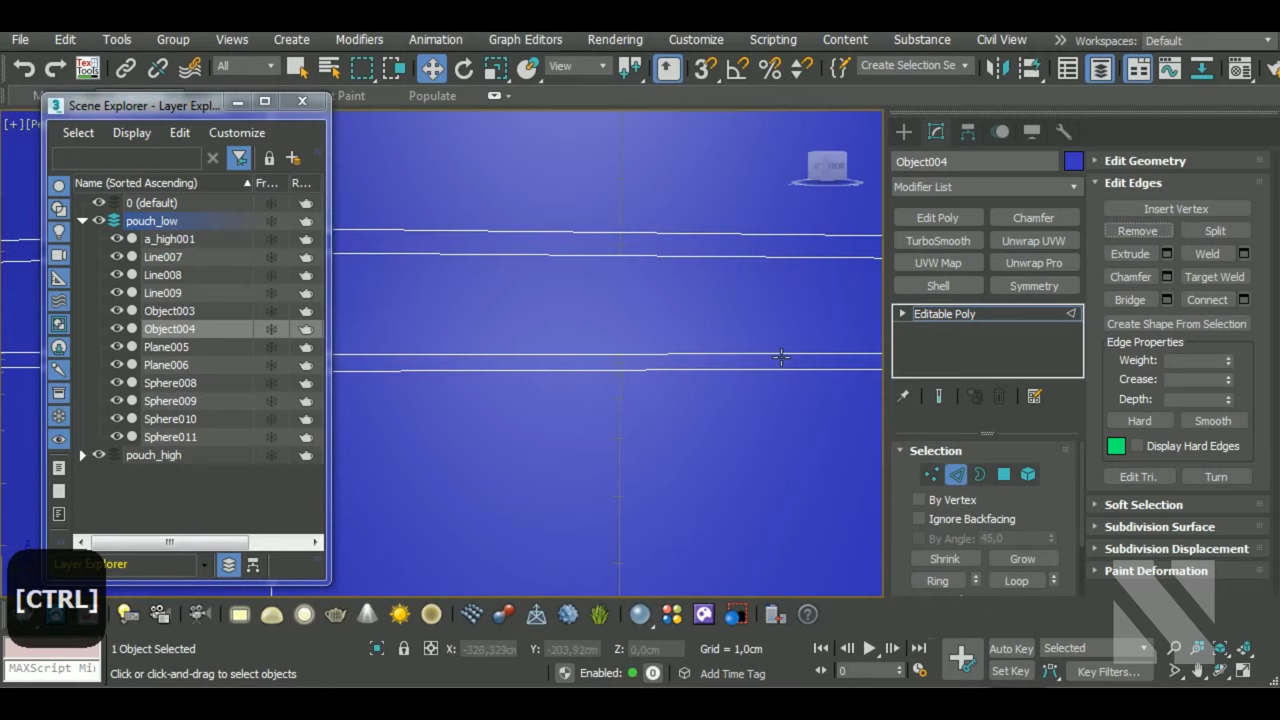 File Edit Tools Group Views Create Modifiers Animation Graph Editors Rendering Customize Scripting Content Substance Civil View Workspaces: Default
All View Create Selection Se
Paint Populate
Scene Explorer - Layer Expl...
[+]
Select Display Edit Customize
Name (Sorted Ascending) Fr... R...
0 (default)
pouch_low
a_high001
Line007
Line008
Line009
Object003
Object004
Plane005
Plane006
Sphere008
Sphere009
Sphere010
Sphere011
pouch_high
Layer Explorer
[CTRL]
Object004
Modifier List
Edit Poly Chamfer
TurboSmooth Unwrap UVW
UVW Map Unwrap Pro
Shell Symmetry
Editable Poly
Selection
By Vertex
Ignore Backfacing
By Angle: 45,0
Shrink Grow
Ring Loop
Edit Geometry
Edit Edges
Insert Vertex
Remove Split
Extrude Weld
Chamfer Target Weld
Bridge Connect
Create Shape From Selection
Edge Properties
Weight:
Crease:
Depth:
Hard Smooth
Display Hard Edges
Edit Tri. Turn
Soft Selection
Subdivision Surface
Subdivision Displacement
Paint Deformation
1 Object Selected X: -326,329cm Y: -203,92cm Z: 0,0cm Grid = 1,0cm Auto Key Selected
MAXScript Mi Click or click-and-drag to select objects Enabled: 0 Add Time Tag 0 Set Key Key Filters...